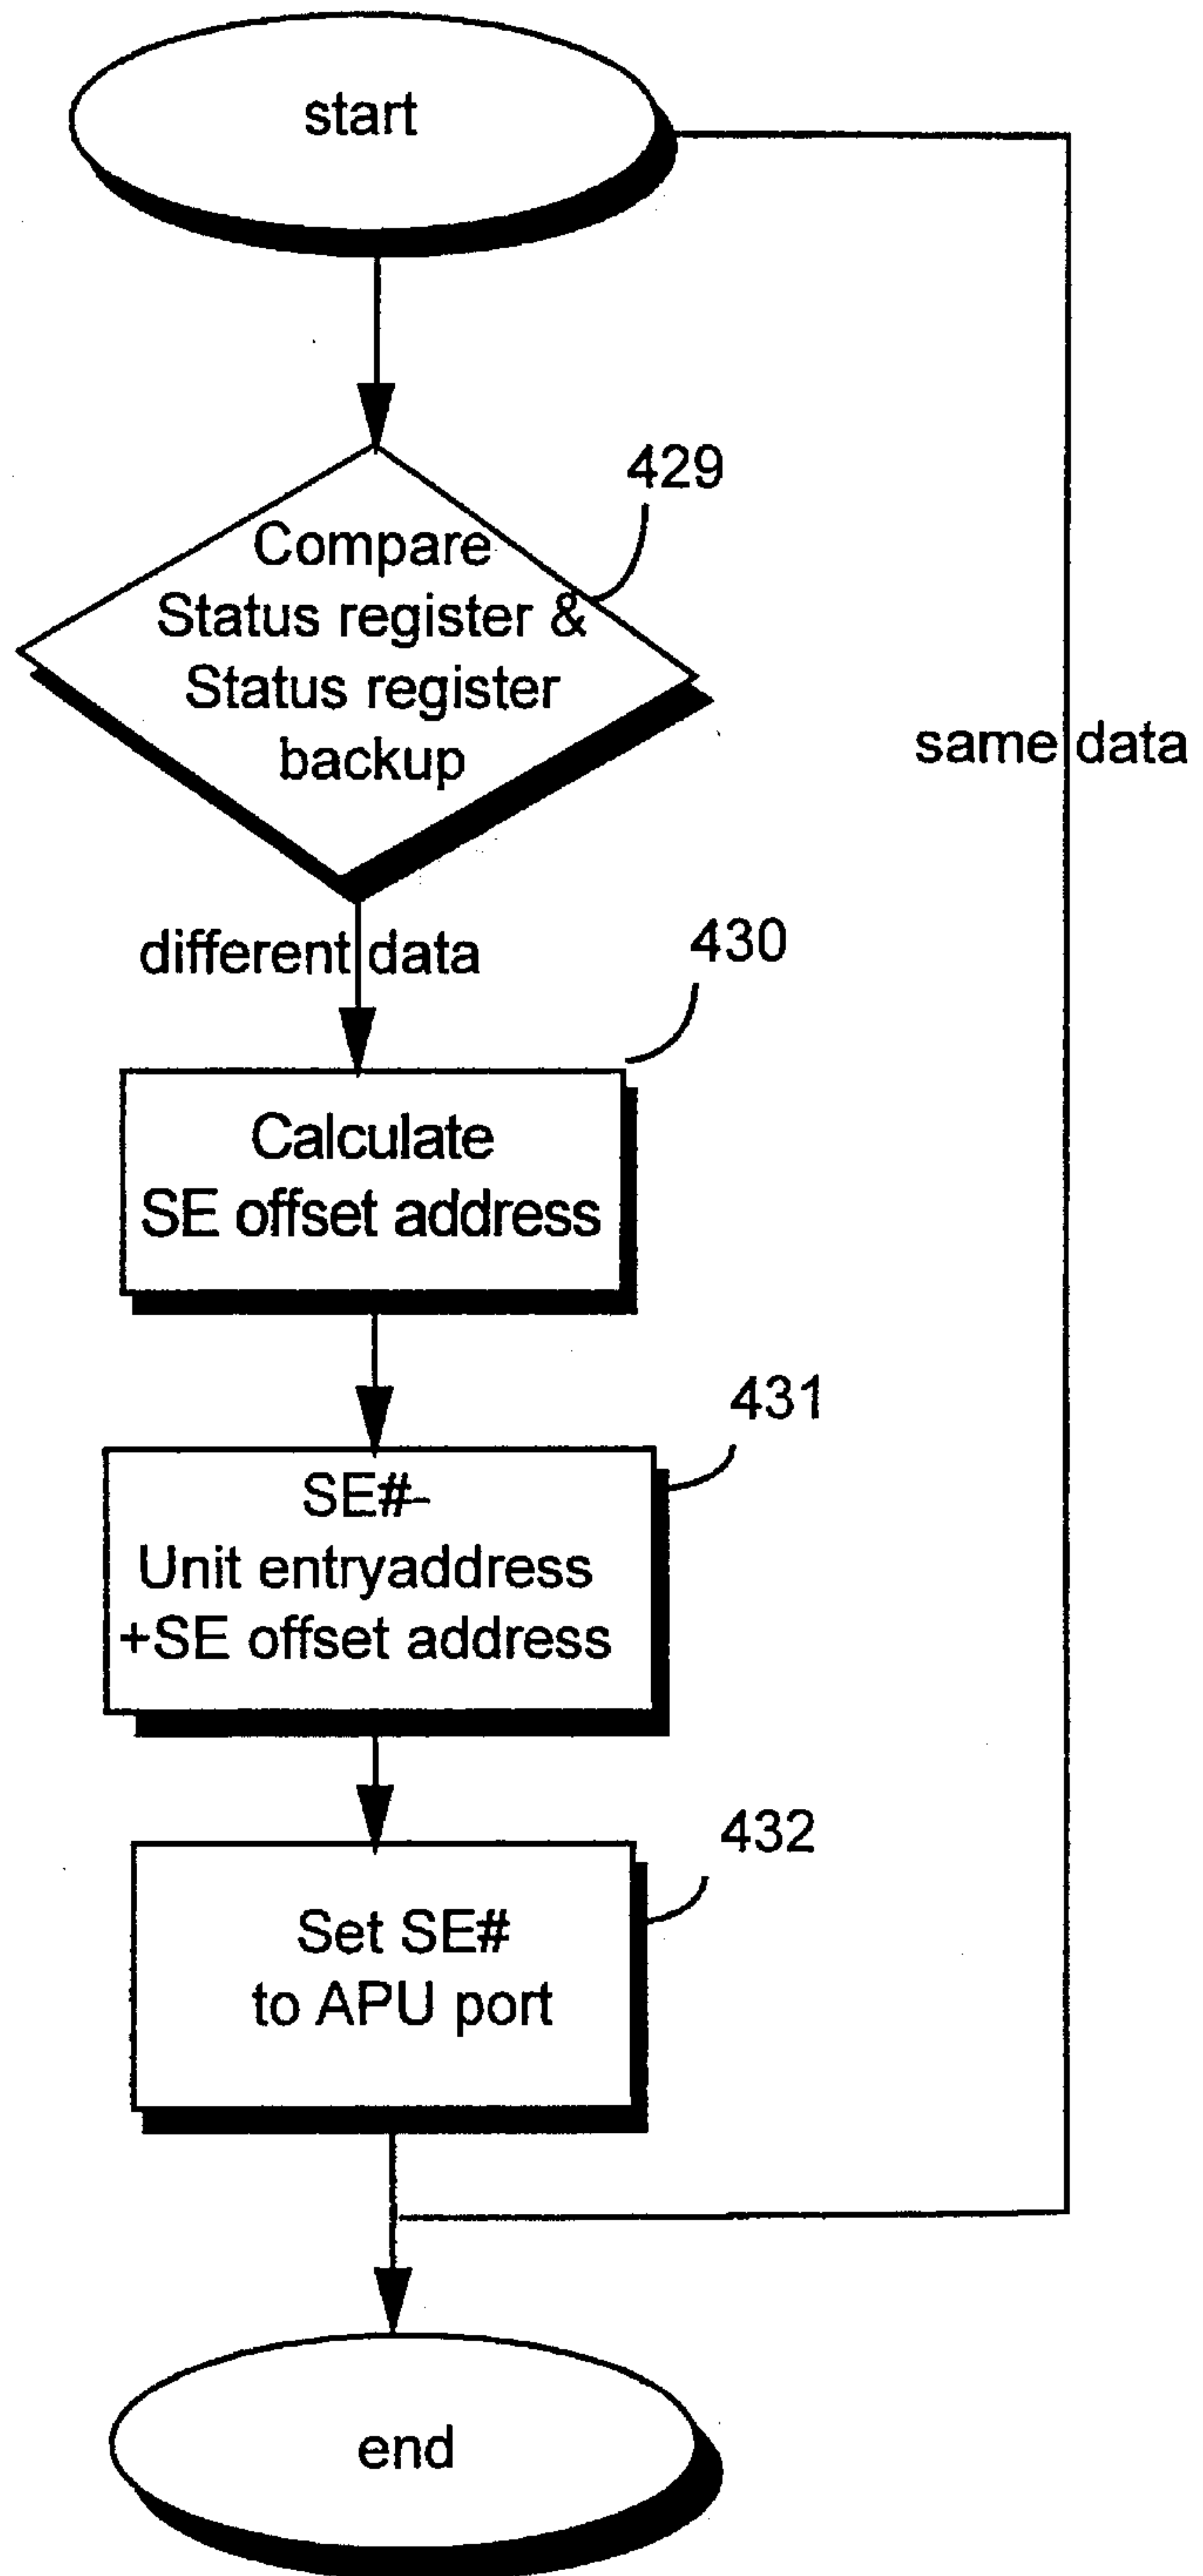 start
429
Compare
Status register &
Status register
backup
same data
different data
430
Calculate
SE offset address
431
SE#-
Unit entryaddress
+SE offset address
432
Set SE#
to APU port
end